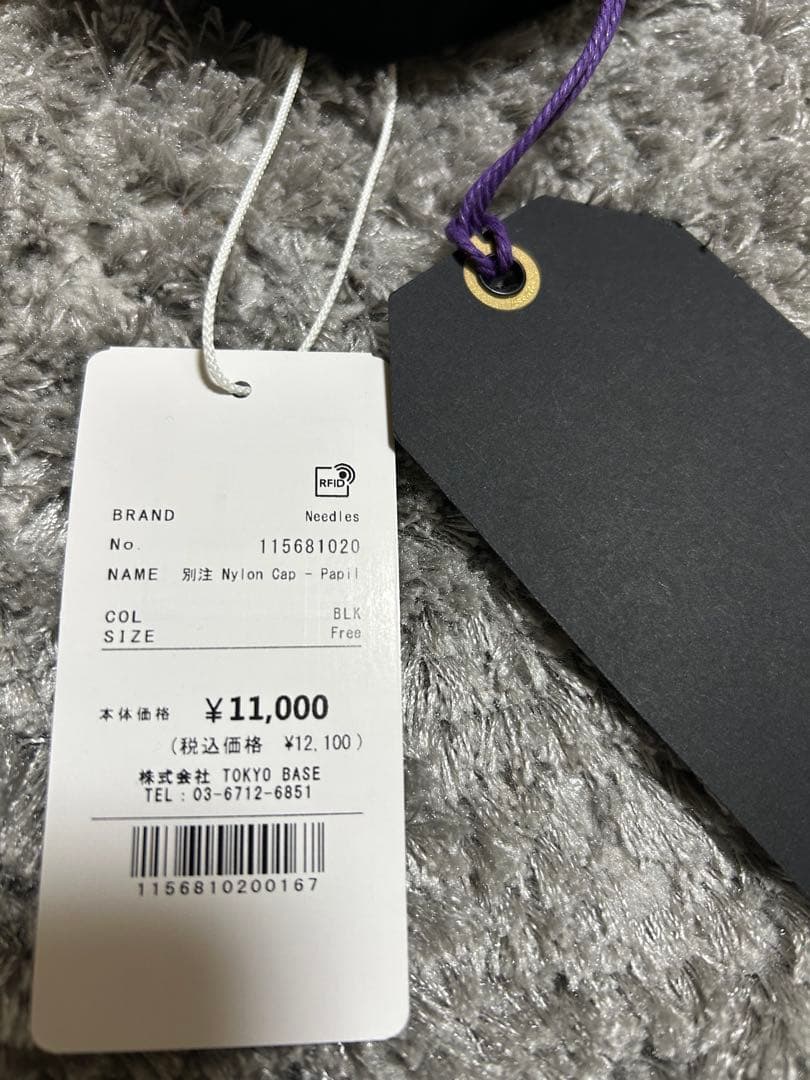 RFID
BRAND Needles
No. 115681020
NAME 別注 Nylon Cap - Papil
COL BLK
SIZE Free
本体価格 ¥11,000
(税込価格 ¥12,100)
株式会社 TOKYO BASE
TEL : 03-6712-6851
1156810200167